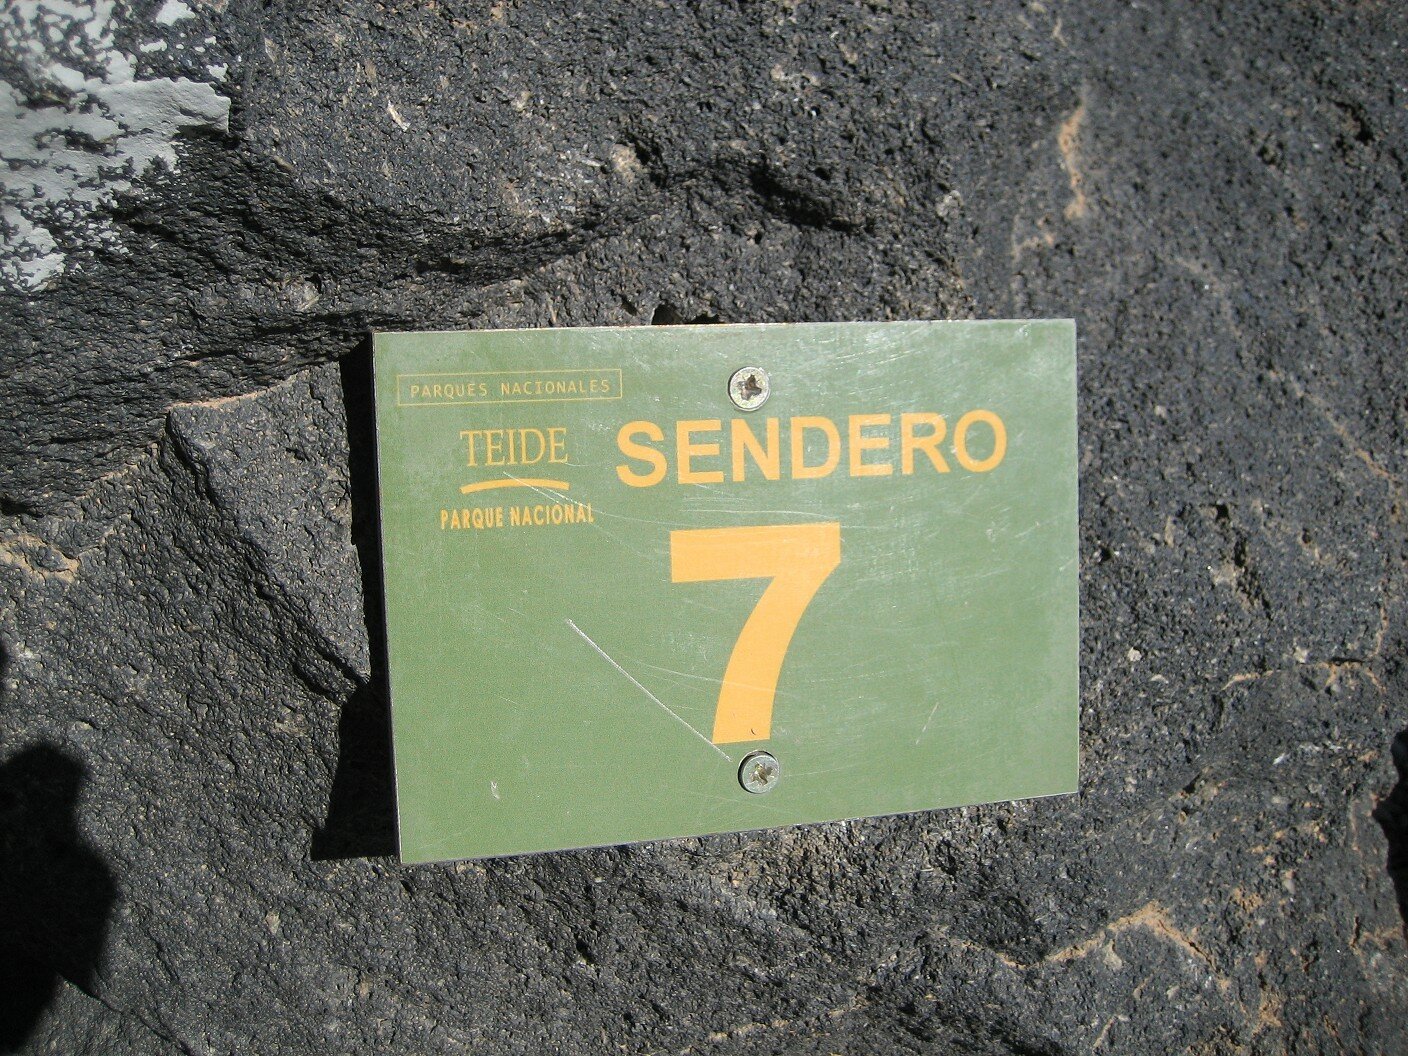 PARQUES NACIONALES
TEIDE
PARQUE NACIONAL
SENDERO
7